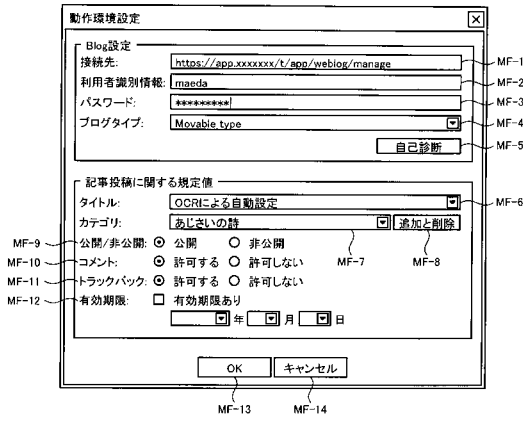 動作環境設定
Blog設定
接続先: https://app.xxxxxxx/t/app/weblog/manage MF-1
利用者識別情報: maeda MF-2
パスワード: ********* MF-3
ブログタイプ: Movable type MF-4
自己診断 MF-5
記事投稿に関する規定値
タイトル: OCRによる自動設定 MF-6
カテゴリ: あじさいの詩 追加と削除
MF-9 公開/非公開: 公開 非公開
MF-7 MF-8
MF-10 コメント: 許可する 許可しない
MF-11 トラックバック: 許可する 許可しない
MF-12 有効期限: 有効期限あり
年 月 日
OK キャンセル
MF-13 MF-14